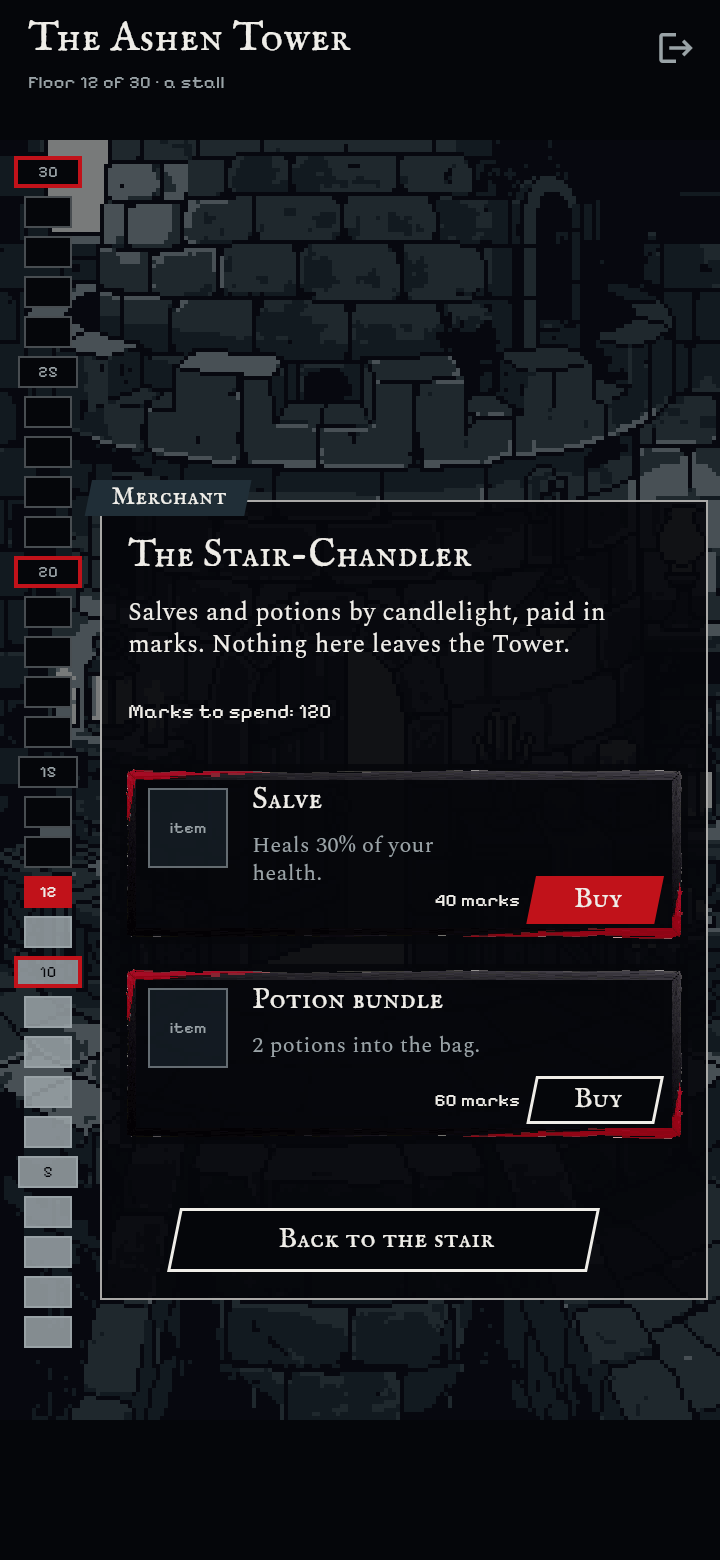 The Ashen Tower
Floor 12 of 30 · a stall
30
25
20
15
12
10
5
Merchant
The Stair-Chandler
Salves and potions by candlelight, paid in
marks. Nothing here leaves the Tower.
Marks to spend: 120
item
Salve
Heals 30% of your
health.
40 marks
Buy
item
Potion bundle
2 potions into the bag.
60 marks
Buy
Back to the stair